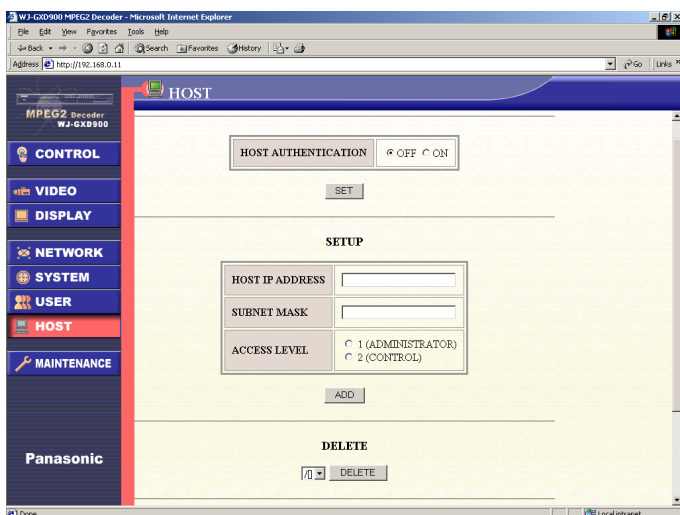 WJ-GXD900 MPEG2 Decoder - Microsoft Internet Explorer
File Edit View Favorites Tools Help
Back Search Favorites History
Address http://192.168.0.11 Go Links »
HOST
MPEG2 Decoder
WJ-GXD900
CONTROL
VIDEO
DISPLAY
NETWORK
SYSTEM
USER
HOST
MAINTENANCE
Panasonic
HOST AUTHENTICATION OFF ON
SET
SETUP
HOST IP ADDRESS
SUBNET MASK
ACCESS LEVEL 1 (ADMINISTRATOR)
2 (CONTROL)
ADD
DELETE
/[] DELETE
Done Local intranet